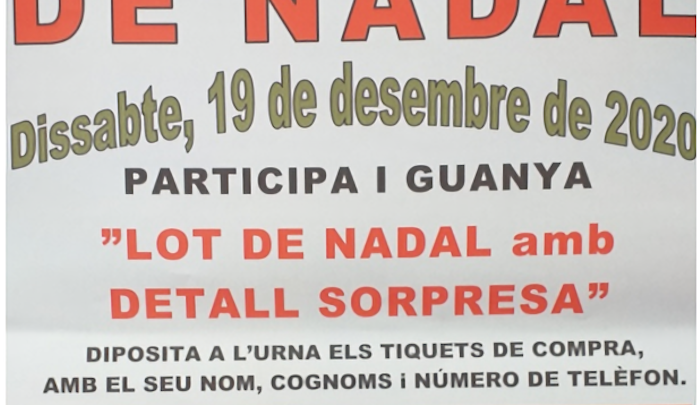 DE NADAL
Dissabte, 19 de desembre de 2020
PARTICIPA I GUANYA
”LOT DE NADAL amb
DETALL SORPRESA”
DIPOSITA A L’URNA ELS TIQUETS DE COMPRA,
AMB EL SEU NOM, COGNOMS i NÚMERO DE TELÈFON.